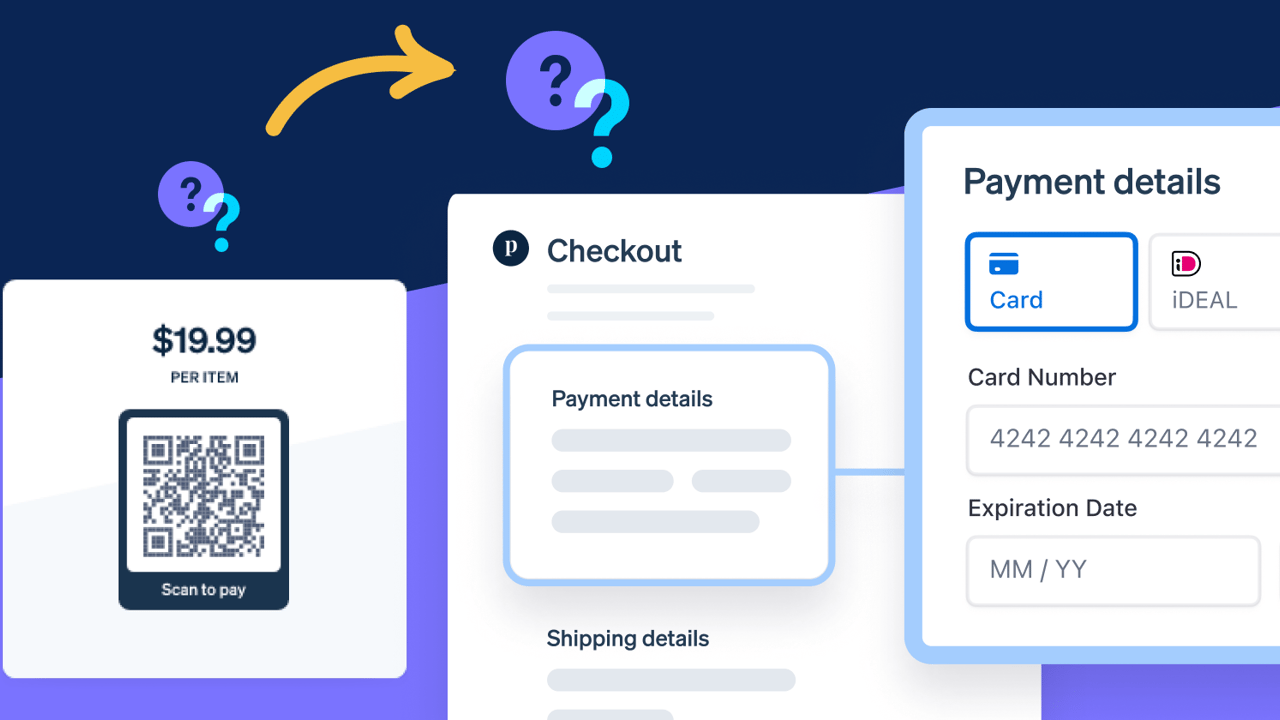 ?
?
?
?
$19.99
PER ITEM
Scan to pay
p
Checkout
Payment details
Shipping details
Payment details
Card
iD
iDEAL
Card Number
4242 4242 4242 4242
Expiration Date
MM / YY